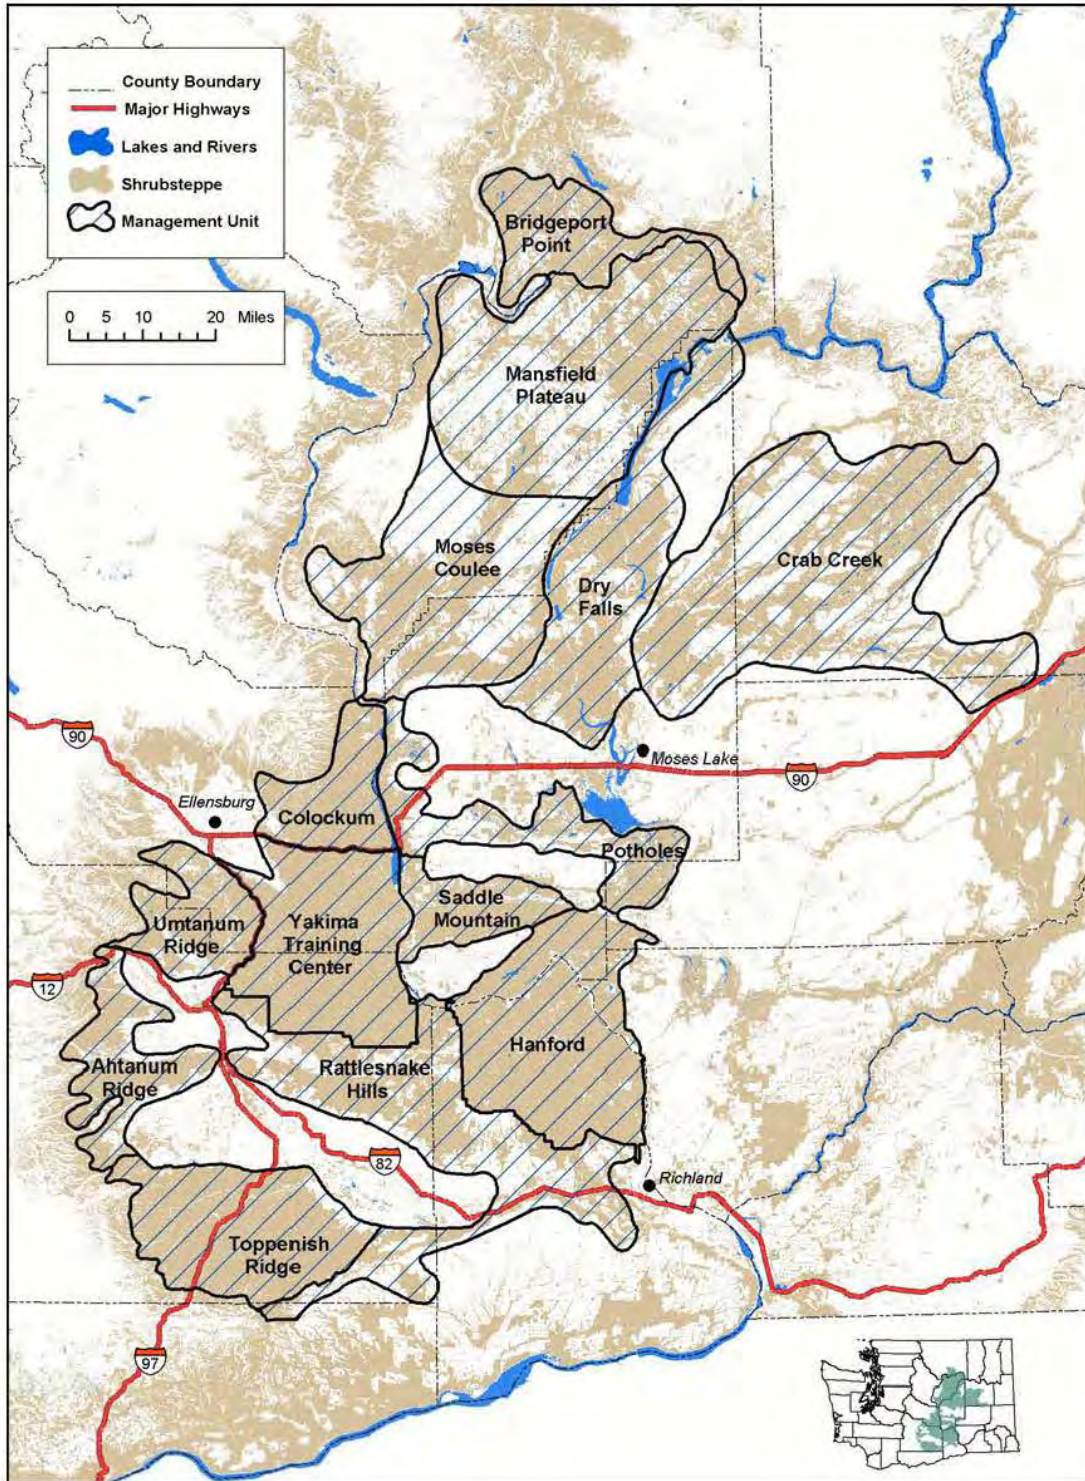 County Boundary
Major Highways
Lakes and Rivers
Shrubsteppe
Management Unit
0 5 10 20 Miles
Bridgeport
Point
Mansfield
Plateau
Moses
Coulee
Dry
Falls
Crab Creek
90
Moses Lake
90
Ellensburg
Colockum
Potholes
Saddle
Mountain
Umtanum
Ridge
Yakima
Training
Center
12
Hanford
Ahtanum
Ridge
Rattlesnake
Hills
82
Richland
Toppenish
Ridge
97